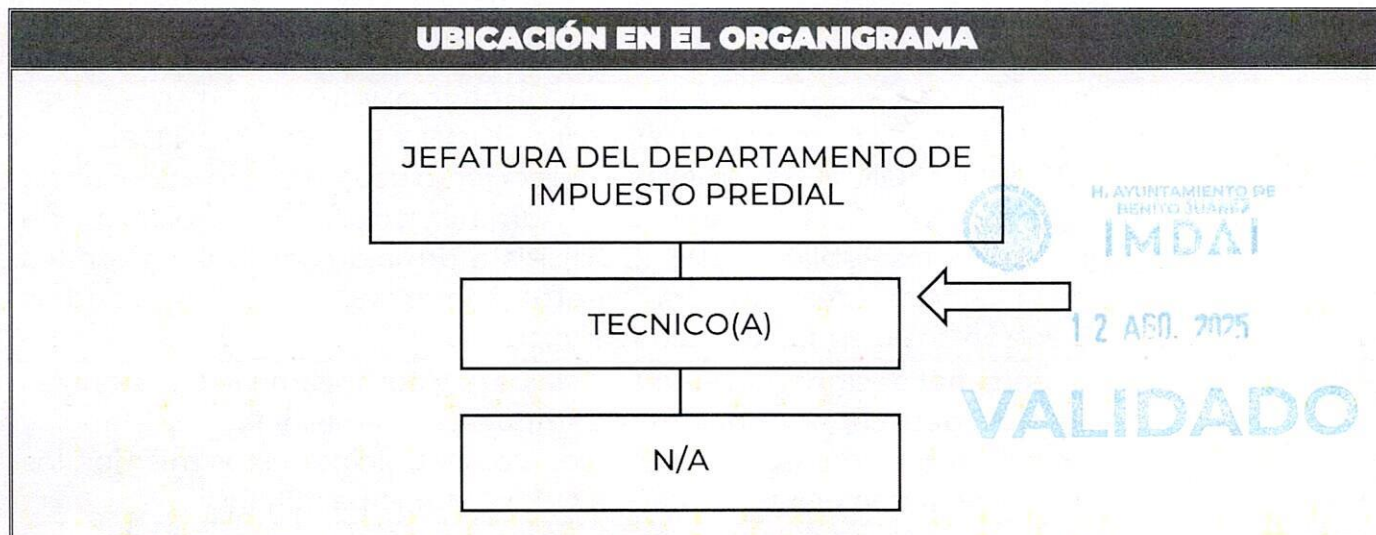 UBICACIÓN EN EL ORGANIGRAMA
JEFATURA DEL DEPARTAMENTO DE
IMPUESTO PREDIAL
H. AYUNTAMIENTO DE
BENITO JUÁREZ
IMDAI
TECNICO(A)
12 AGO. 2025
VALIDADO
N/A